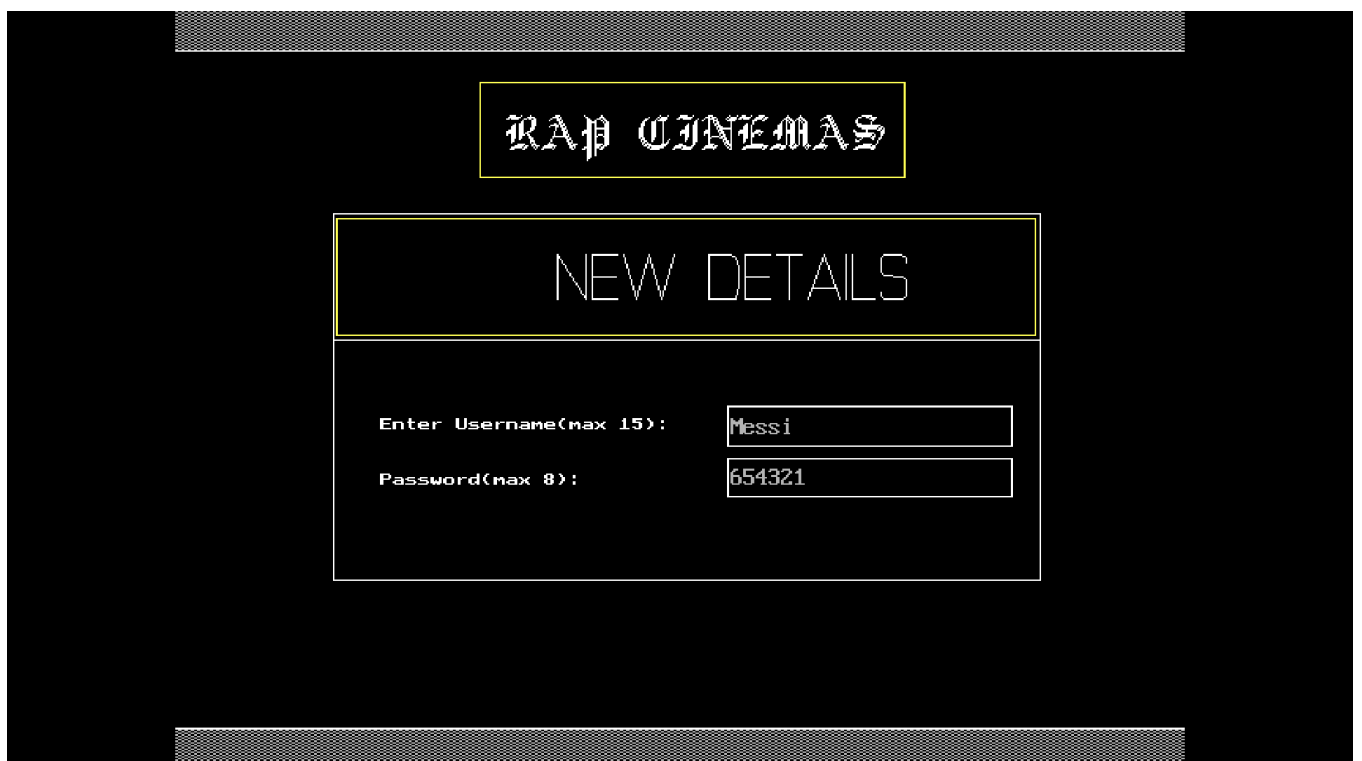 RAP CINEMAS
NEW DETAILS
Enter Username(max 15): Messi
Password(max 8): 654321